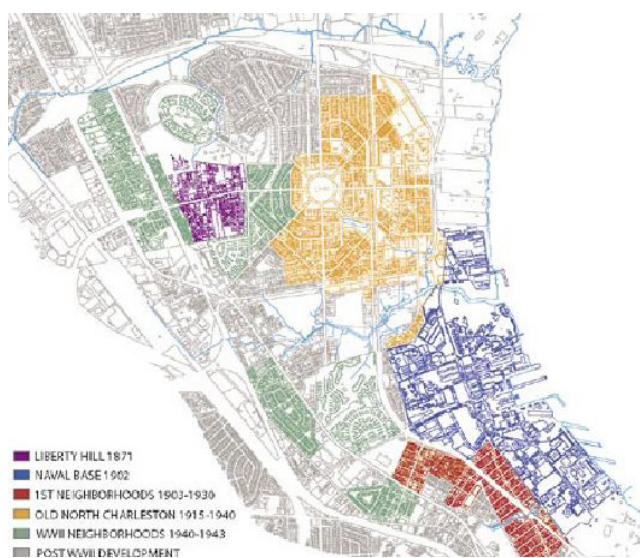 LIBERTY HILL 1871
NAVAL BASE 1902
1ST NEIGHBORHOODS 1903-1930
OLD NORTH CHARLESTON 1915-1940
WWII NEIGHBORHOODS 1940-1943
POST WWII DEVELOPMENT